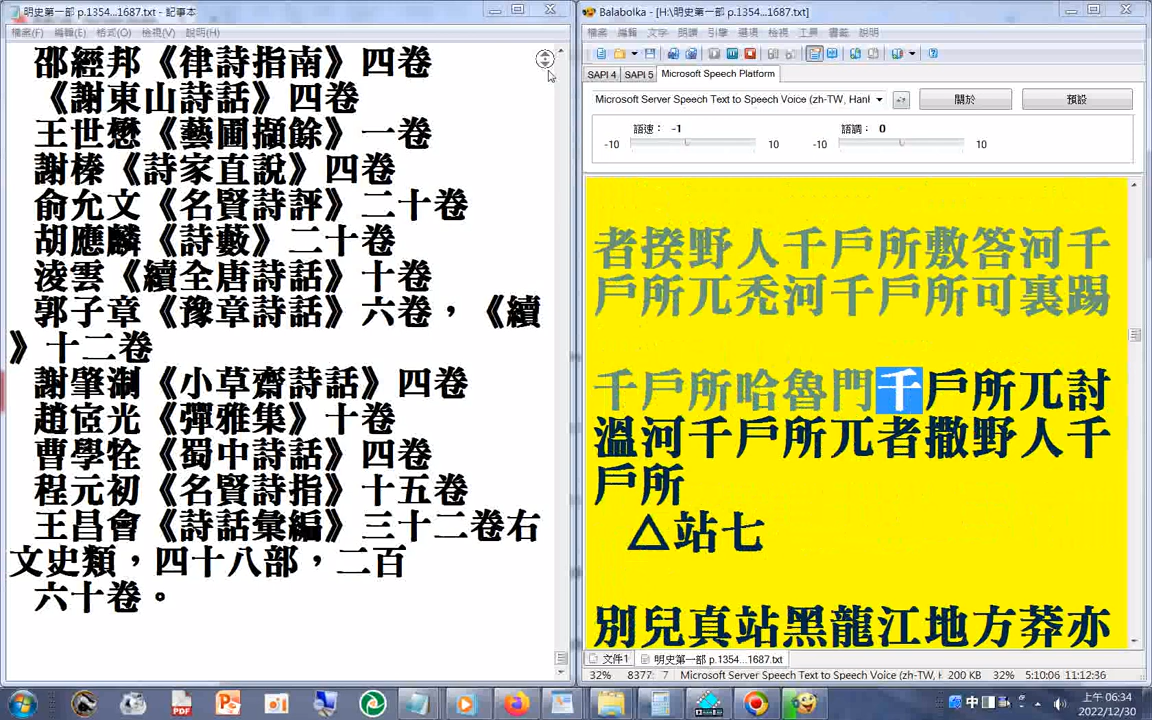 明史第一部 p.1354...1687.txt - 記事本
檔案(F) 編輯(E) 格式(O) 檢視(V) 說明(H)
邵經邦《律詩指南》四卷
《謝東山詩話》四卷
王世懋《藝圃擷餘》一卷
謝榛《詩家直說》四卷
俞允文《名賢詩評》二十卷
胡應麟《詩藪》二十卷
淩雲《續全唐詩話》十卷
郭子章《豫章詩話》六卷，《續
》十二卷
謝肇淛《小草齋詩話》四卷
趙宧光《彈雅集》十卷
曹學佺《蜀中詩話》四卷
程元初《名賢詩指》十五卷
王昌會《詩話彙編》三十二卷右
文史類，四十八部，二百
六十卷。
Balabolka - [H:\明史第一部 p.1354...1687.txt]
檔案 編輯 文字 朗讀 引擎 選項 檢視 工具 書籤 說明
SAPI 4 SAPI 5 Microsoft Speech Platform
Microsoft Server Speech Text to Speech Voice (zh-TW, Hanl 關於 預設
語速： -1 語調： 0
-10 10 -10 10
者揆野人千戶所敷答河千
戶所兀禿河千戶所可裏踢
千戶所哈魯門千戶所兀討
溫河千戶所兀者撒野人千
戶所
△站七
別兒真站黑龍江地方莽亦
文件1 明史第一部 p.1354...1687.txt
32% 8377: 7 Microsoft Server Speech Text to Speech Voice (zh-TW, Ha 200 KB 32% 5:10:06 11:12:36
中 上午 06:34
2022/12/30